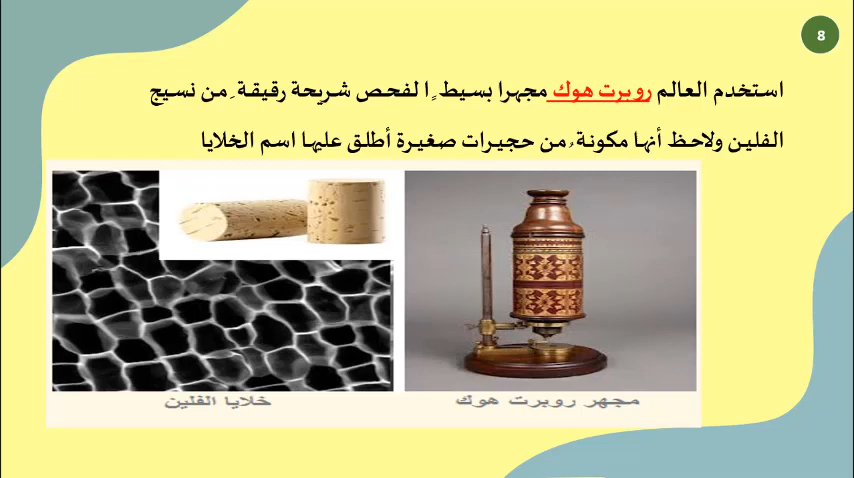 8
استخدم العالم روبرت هوك مجهرا بسيطًا لفحص شريحة رقيقة من نسيج
الفلين ولاحظ أنها مكونة من حجيرات صغيرة أطلق عليها اسم الخلايا
مجهر روبرت هوك
خلايا الفلين